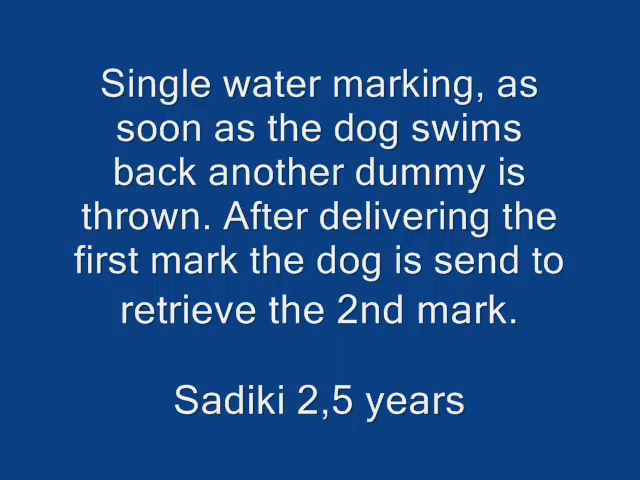 Single water marking, as
soon as the dog swims
back another dummy is
thrown. After delivering the
first mark the dog is send to
retrieve the 2nd mark.
Sadiki 2,5 years